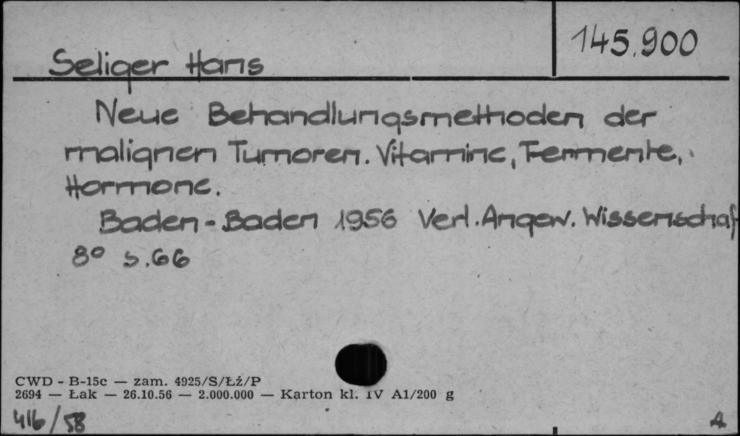 145.900
Seliger Hans
Neue Behandlungsmethoden der
malignen Tumoren. Vitamine, Fermente,
Hormone.
Baden-Baden 1956 Verl. Angew. Wissenschaf
8° s.66
CWD - B-15c — zam. 4925/S/Łź/P
2694 — Łak — 26.10.56 — 2.000.000 — Karton kl. IV A1/200 g
416/58
A